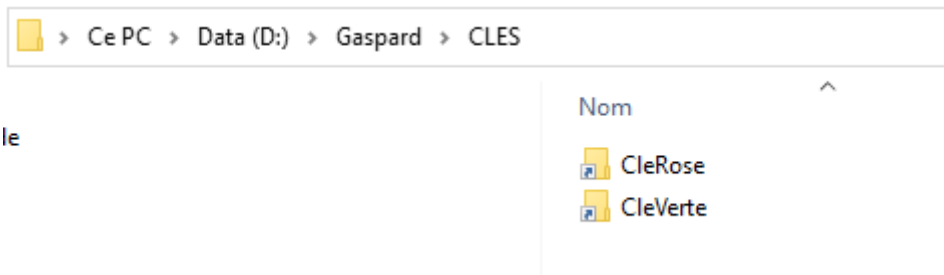 Ce PC > Data (D:) > Gaspard > CLES
Nom
le
CleRose
CleVerte